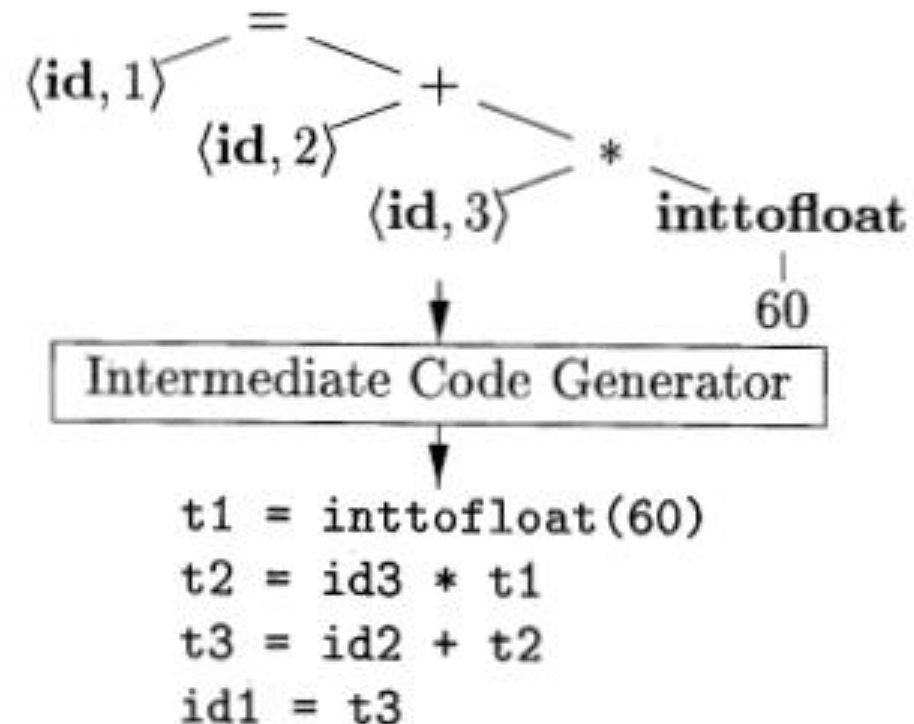 =
⟨id, 1⟩
+
⟨id, 2⟩
*
⟨id, 3⟩ inttofloat
60
Intermediate Code Generator
t1 = inttofloat(60)
t2 = id3 * t1
t3 = id2 + t2
id1 = t3